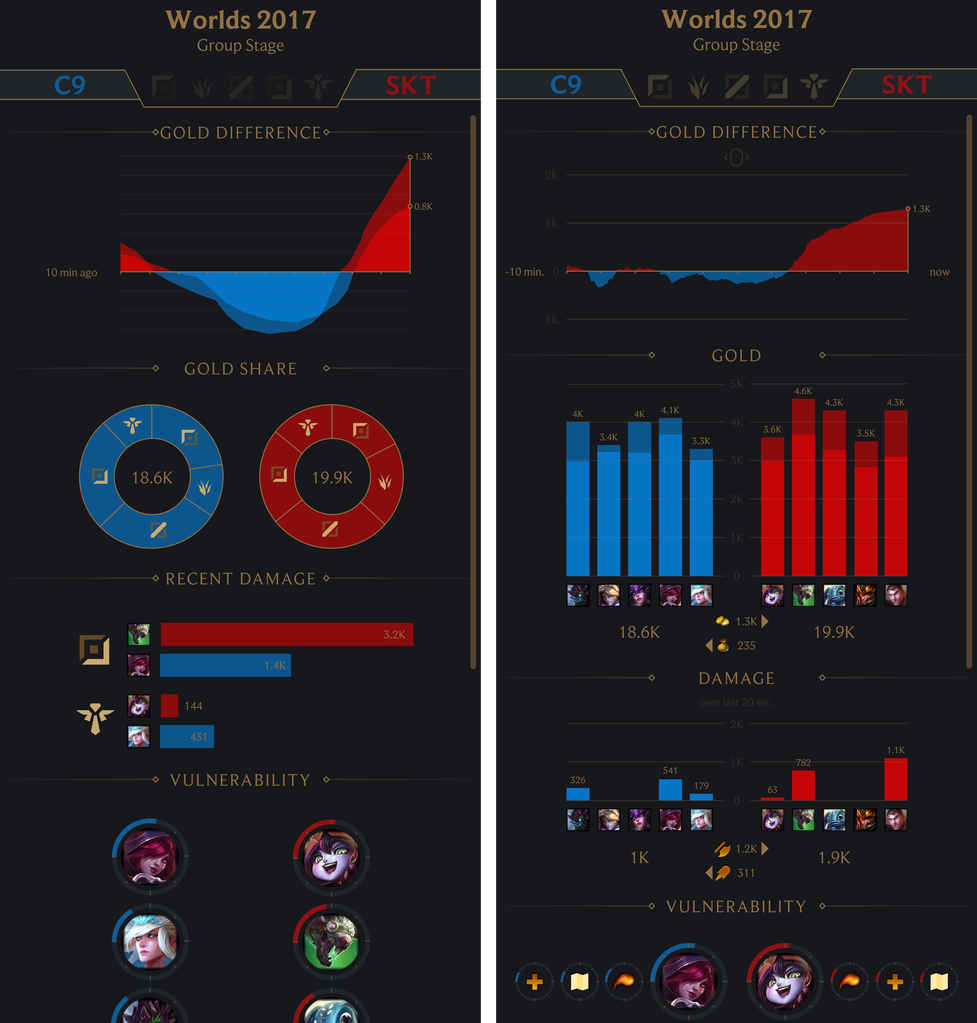 Worlds 2017
Group Stage
C9
SKT
GOLD DIFFERENCE
1.3K
0.8K
10 min ago
GOLD SHARE
18.6K
19.9K
RECENT DAMAGE
3.2K
1.4K
144
431
VULNERABILITY
Worlds 2017
Group Stage
C9
SKT
GOLD DIFFERENCE
2K
1K
1.3K
-10 min.
0
now
1K
GOLD
5K
4.6K
4K
4K
4.1K
4K
4.3K
4.3K
3.4K
3.3K
3.6K
3.5K
3K
2K
1K
0
18.6K
1.3K
19.9K
235
DAMAGE
over last 20 sec.
2K
1K
0
326
541
179
63
782
1.1K
1K
1.2K
1.9K
311
VULNERABILITY